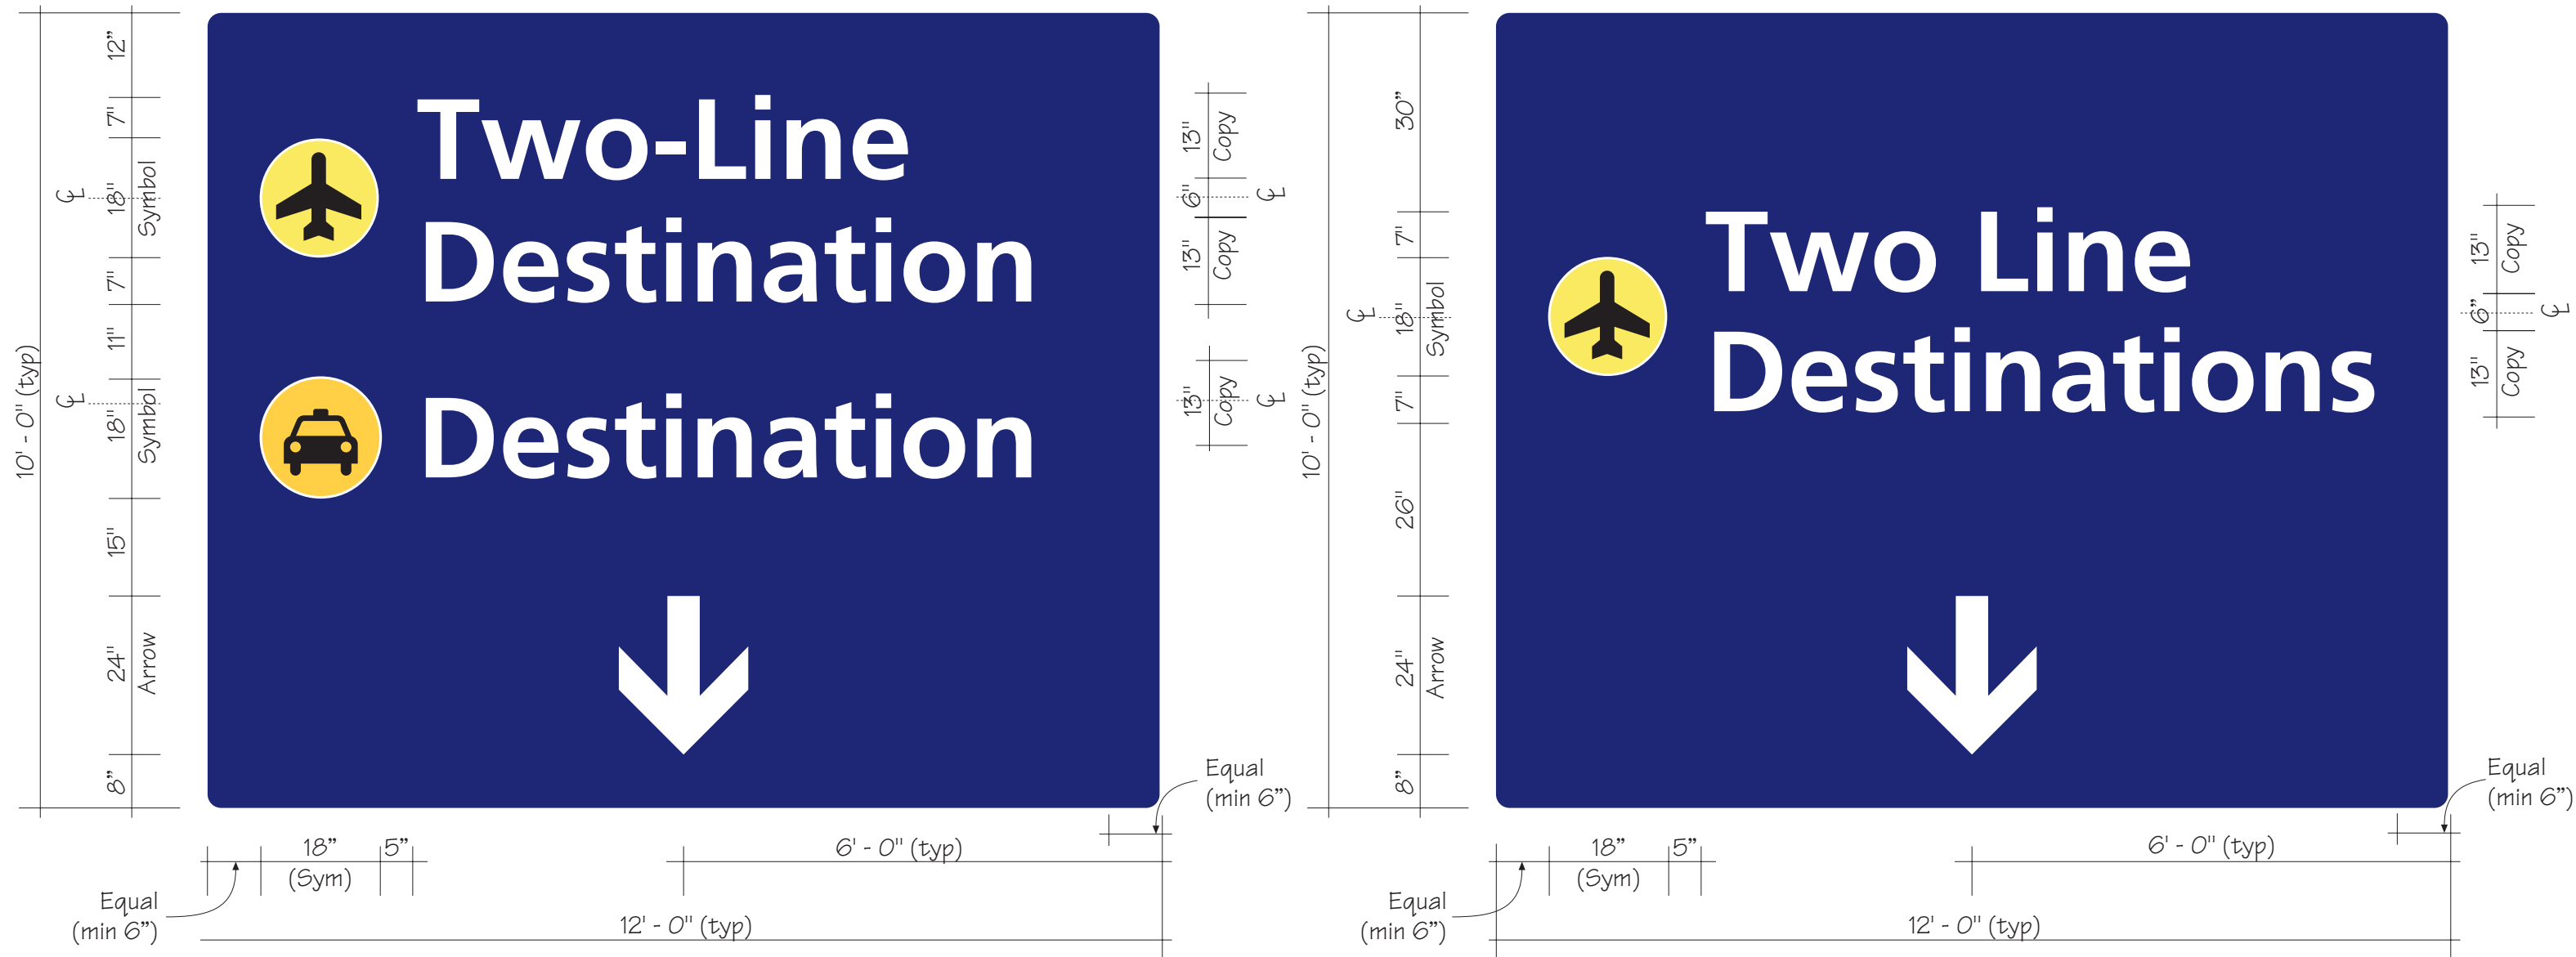 Two-Line
Destination
Destination
10' - 0" (typ)
12”
7"
18"
Symbol
7"
11"
18"
Symbol
15"
24"
Arrow
8”
℄
℄
13"
Copy
6"
℄
13"
Copy
13"
Copy
℄
Equal
(min 6”)
18”
(Sym)
5”
6' - 0" (typ)
Equal
(min 6”)
12' - 0" (typ)
Two Line
Destinations
10' - 0" (typ)
30”
7"
18"
Symbol
℄
7"
26"
24"
Arrow
8”
13"
Copy
6”
℄
13"
Copy
Equal
(min 6”)
18”
(Sym)
5”
6' - 0" (typ)
Equal
(min 6”)
12' - 0" (typ)